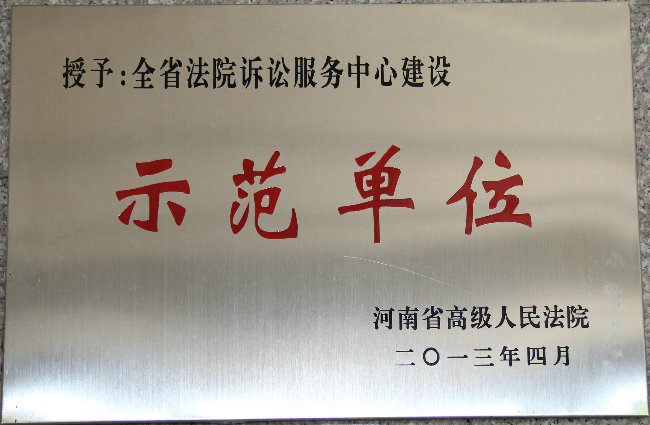 授予:全省法院诉讼服务中心建设
示范单位
河南省高级人民法院
二〇一三年四月